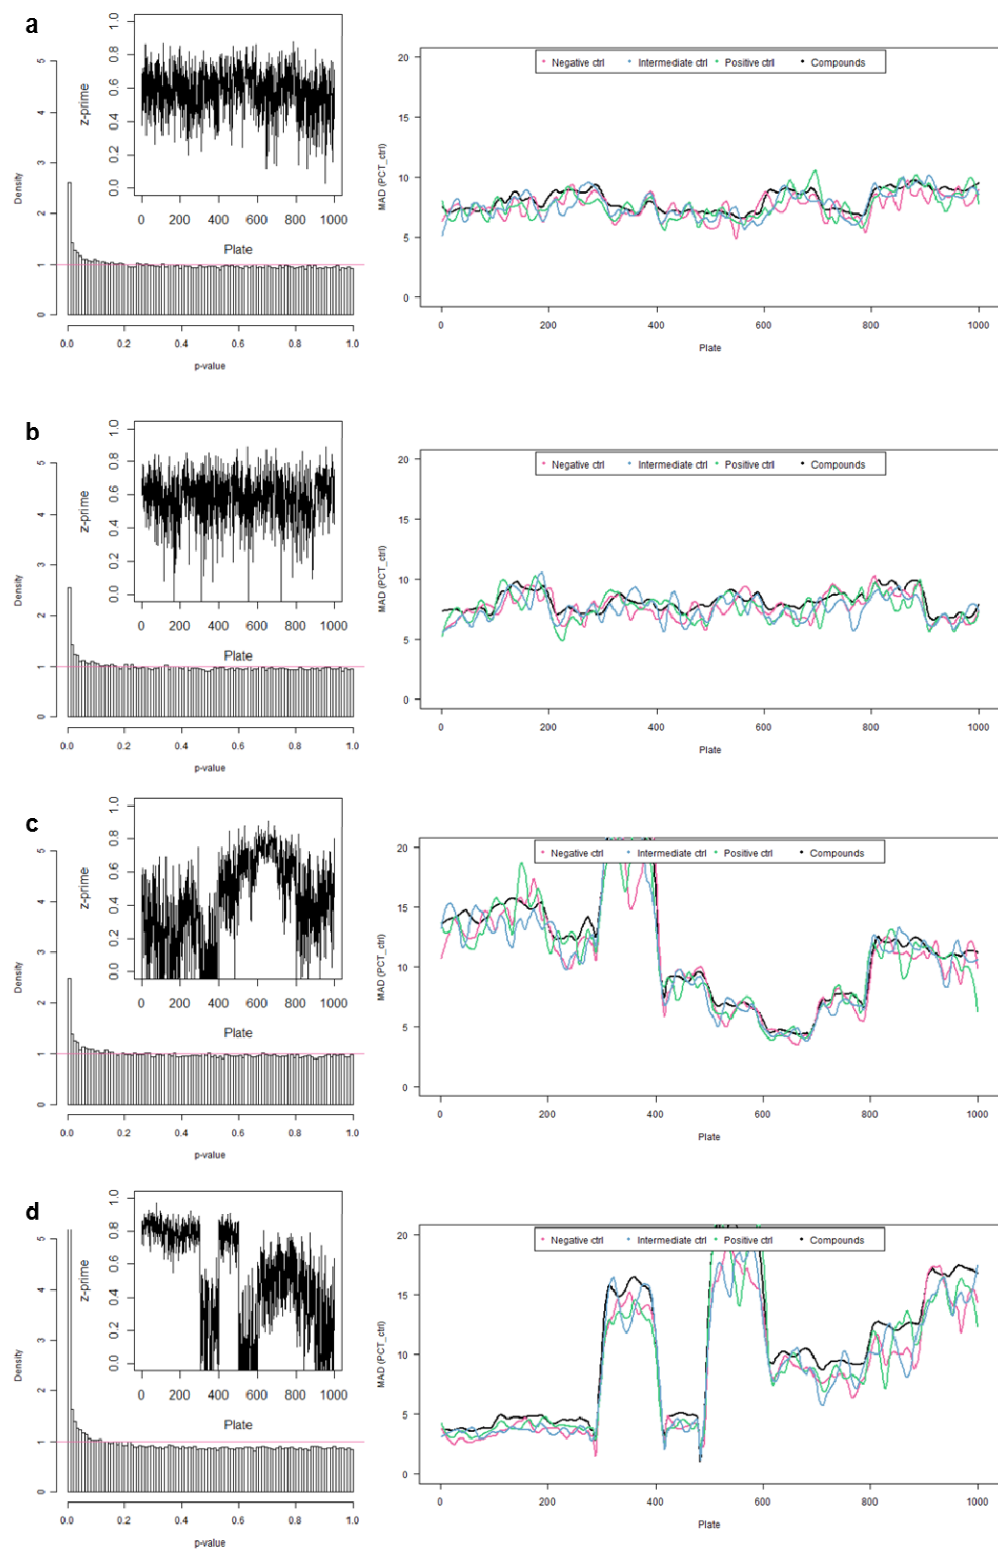 a
1.0
0.8
0.6
0.4
0.2
0.0
z-prime
0 200 400 600 800 1000
Plate
5
4
3
2
1
0
Density
0.0 0.2 0.4 0.6 0.8 1.0
p-value
Negative ctrl Intermediate ctrl Positive ctrl Compounds
20
15
10
5
0
MAD (PCT_ctrl)
0 200 400 600 800 1000
Plate
b
1.0
0.8
0.6
0.4
0.2
0.0
z-prime
0 200 400 600 800 1000
Plate
5
4
3
2
1
0
Density
0.0 0.2 0.4 0.6 0.8 1.0
p-value
Negative ctrl Intermediate ctrl Positive ctrl Compounds
20
15
10
5
0
MAD (PCT_ctrl)
0 200 400 600 800 1000
Plate
c
1.0
0.8
0.6
0.4
0.2
0.0
z-prime
0 200 400 600 800 1000
Plate
5
4
3
2
1
0
Density
0.0 0.2 0.4 0.6 0.8 1.0
p-value
Negative ctrl Intermediate ctrl Positive ctrl Compounds
20
15
10
5
0
MAD (PCT_ctrl)
0 200 400 600 800 1000
Plate
d
1.0
0.8
0.6
0.4
0.2
0.0
z-prime
0 200 400 600 800 1000
Plate
5
4
3
2
1
0
Density
0.0 0.2 0.4 0.6 0.8 1.0
p-value
Negative ctrl Intermediate ctrl Positive ctrl Compounds
20
15
10
5
0
MAD (PCT_ctrl)
0 200 400 600 800 1000
Plate